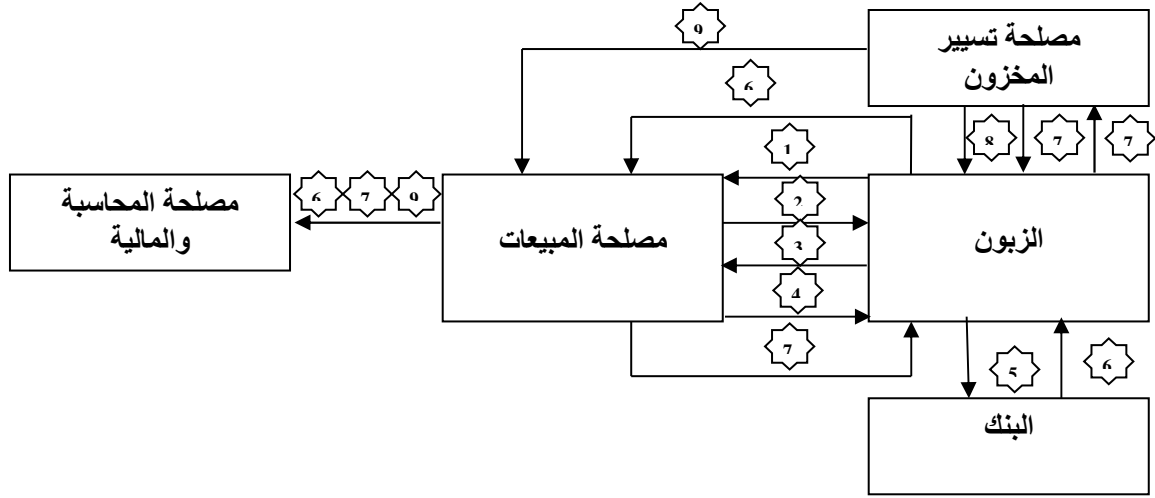 9
مصلحة تسيير
المخزون
6
8
7
7
1
مصلحة المحاسبة
والمالية
6
7
9
مصلحة المبيعات
2
3
4
7
الزبون
5
6
البنك